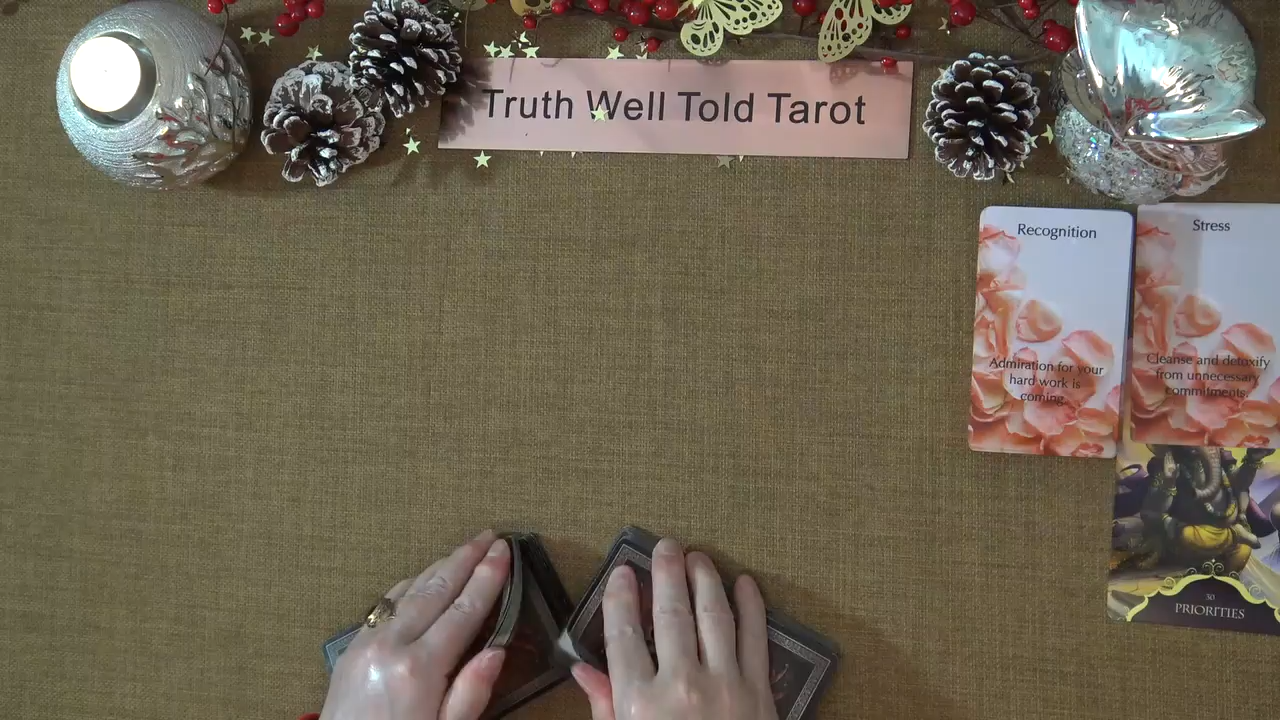 Truth Well Told Tarot
Recognition
Admiration for your
hard work is
coming.
Stress
Cleanse and detoxify
from unnecessary
commitments.
30
PRIORITIES